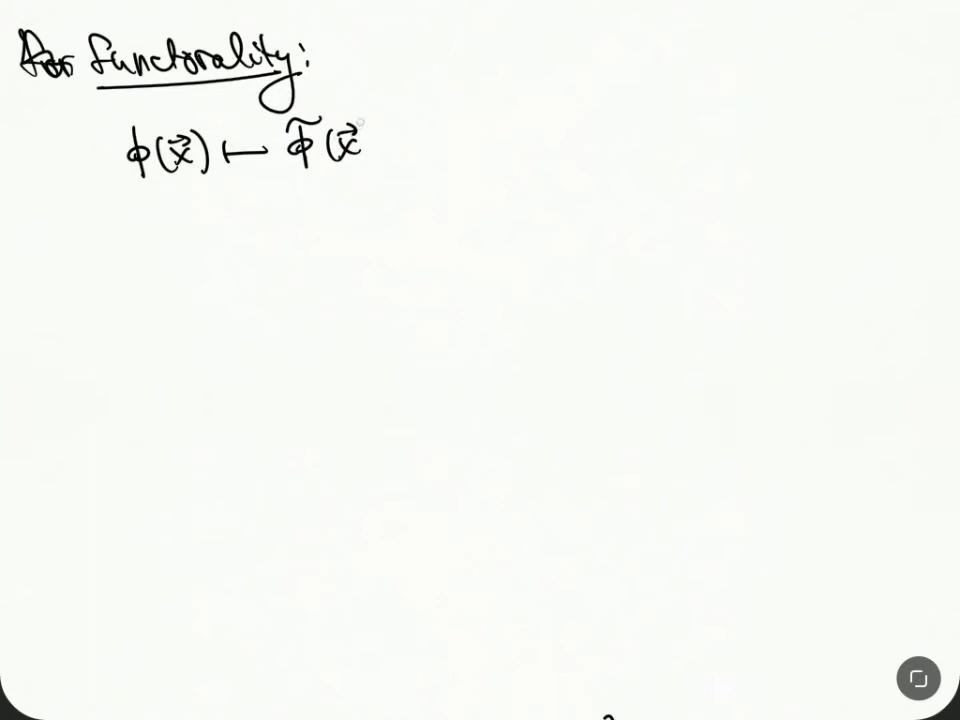 functorality:
ϕ(x⃗) ↦ ϕ̃(x⃗